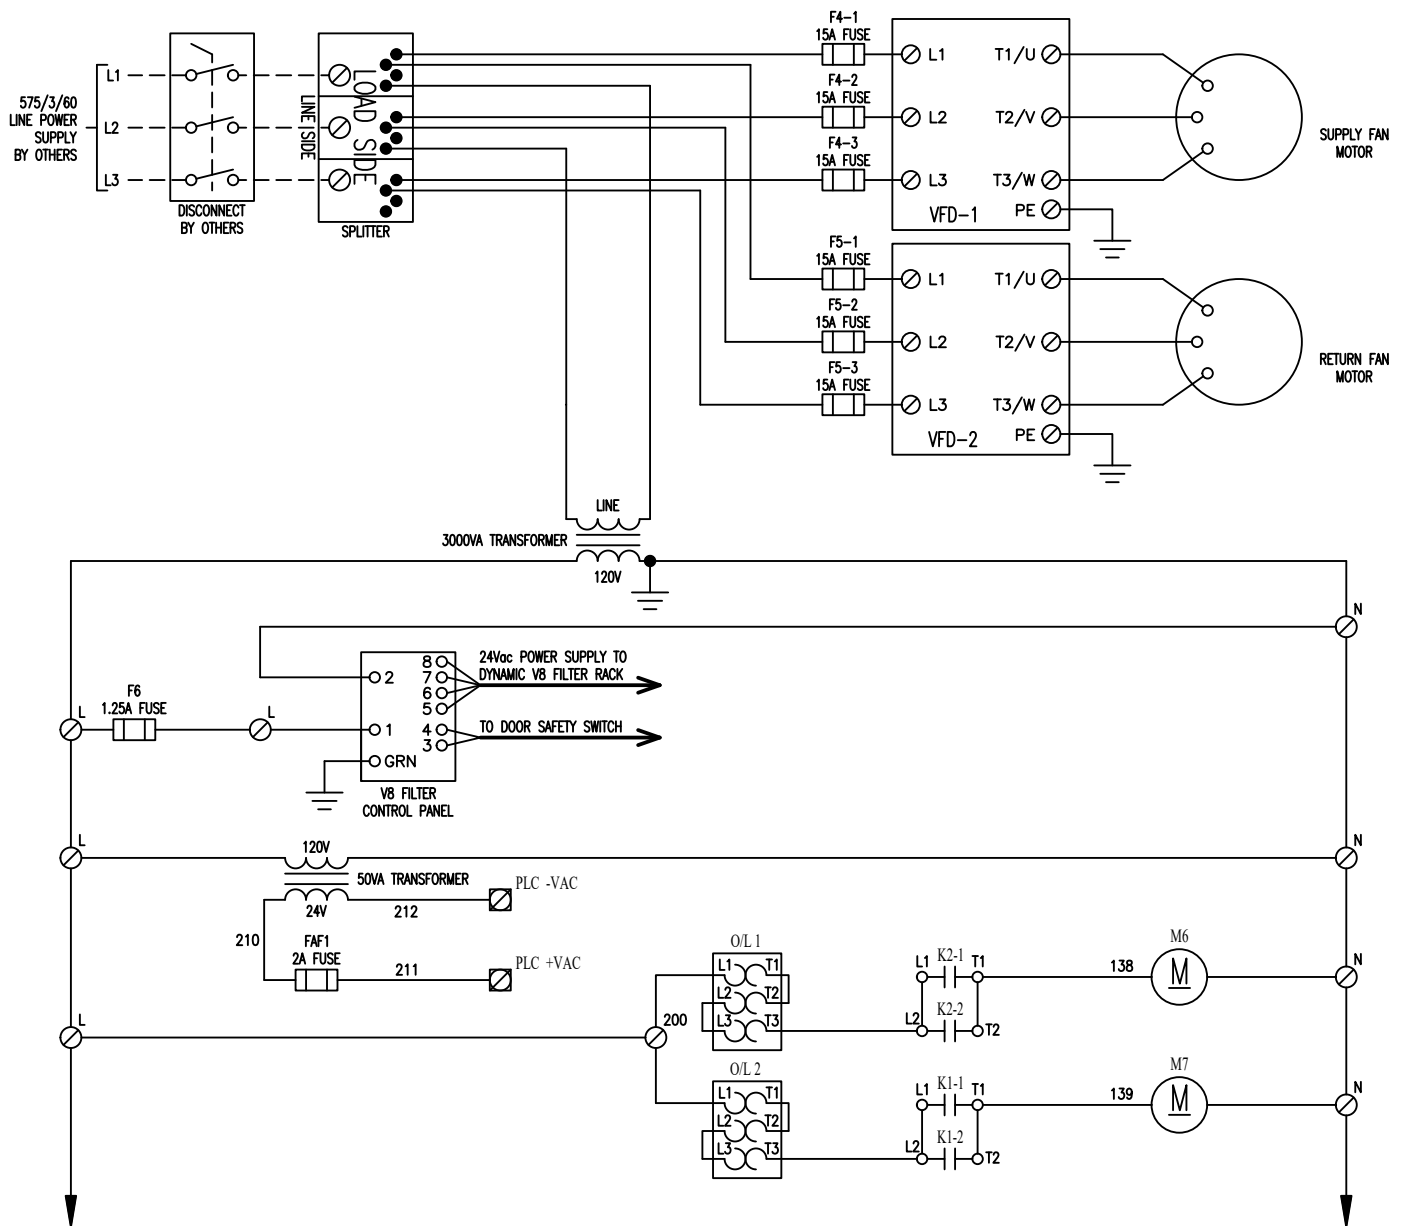 575/3/60
LINE POWER
SUPPLY
BY OTHERS
L1
L2
L3
DISCONNECT
BY OTHERS
LINE SIDE
LOAD SIDE
SPLITTER
F4-1
15A FUSE
F4-2
15A FUSE
F4-3
15A FUSE
L1
L2
L3
T1/U
T2/V
T3/W
PE
VFD-1
SUPPLY FAN
MOTOR
F5-1
15A FUSE
F5-2
15A FUSE
F5-3
15A FUSE
L1
L2
L3
T1/U
T2/V
T3/W
PE
VFD-2
RETURN FAN
MOTOR
LINE
3000VA TRANSFORMER
120V
N
L
F6
1.25A FUSE
L
2
1
GRN
8
7
6
5
4
3
V8 FILTER
CONTROL PANEL
24Vac POWER SUPPLY TO
DYNAMIC V8 FILTER RACK
TO DOOR SAFETY SWITCH
L
120V
N
50VA TRANSFORMER
24V
212
PLC -VAC
210
FAF1
2A FUSE
211
PLC +VAC
L
200
O/L 1
L1 T1
L2 T2
L3 T3
L1 K2-1 T1
K2-2
L2 T2
138
M6
M
N
O/L 2
L1 T1
L2 T2
L3 T3
L1 K1-1 T1
K1-2
L2 T2
139
M7
M
N